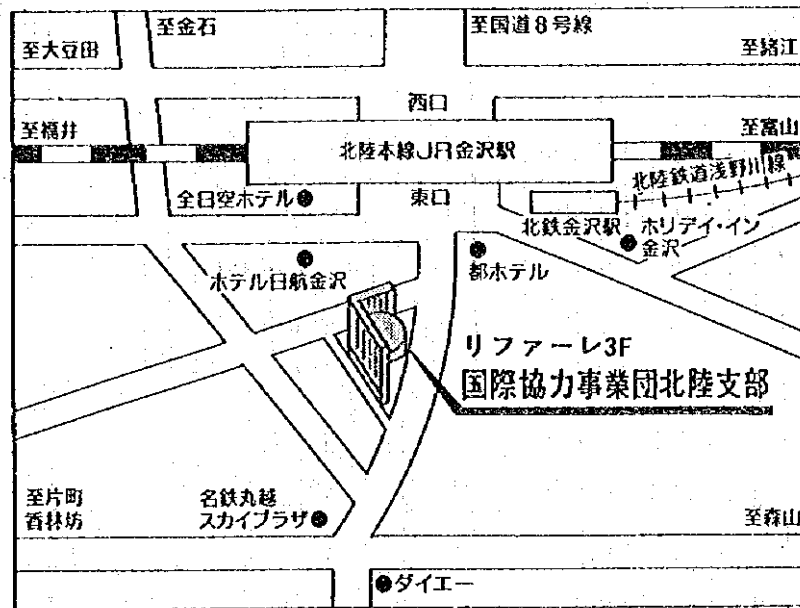 至金石
至国道8号線
至大豆田
至諸江
西口
至福井
至富山
北陸本線JR金沢駅
北陸鉄道浅野川線
全日空ホテル
東口
北鉄金沢駅
ホリデイ・イン
金沢
ホテル日航金沢
都ホテル
リファーレ3F
国際協力事業団北陸支部
至片町
香林坊
名鉄丸越
スカイプラザ
至森山
ダイエー